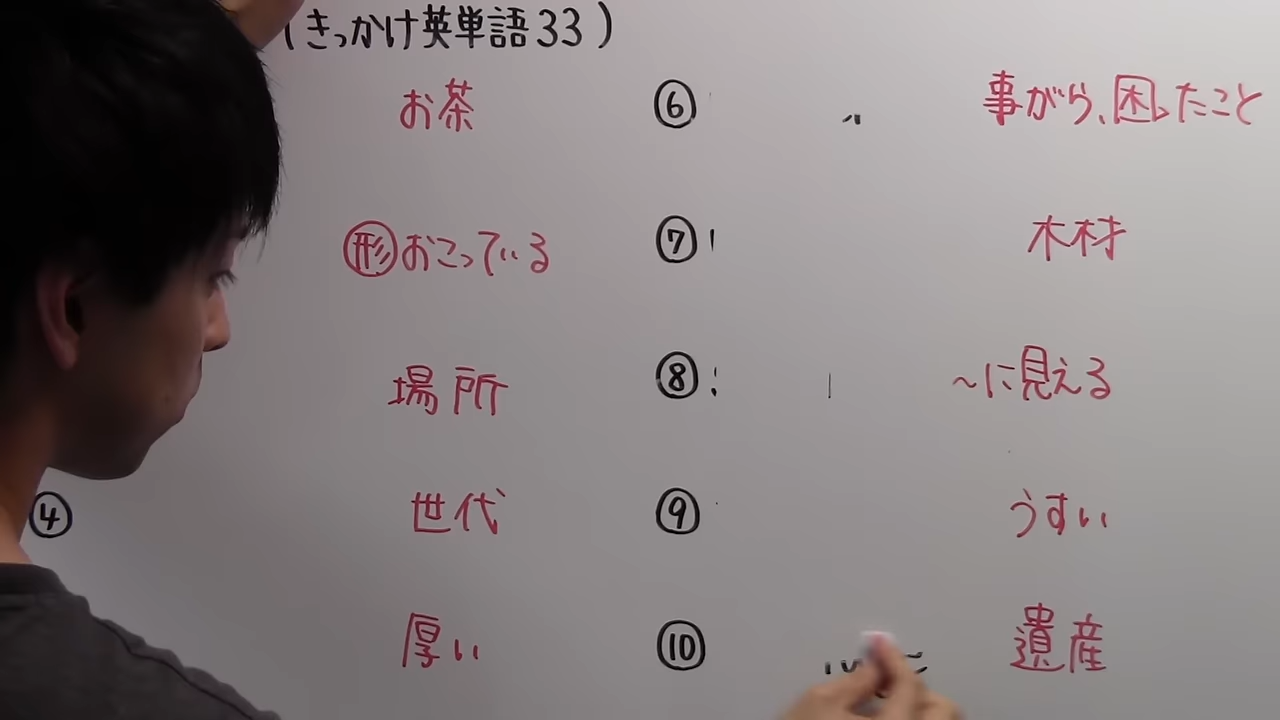 (きっかけ英単語33)
お茶
形 おこっている
場所
④ 世代
厚い
⑥ 事がら、困ったこと
⑦ 木材
⑧ ~に見える
⑨ うすい
⑩ 遺産